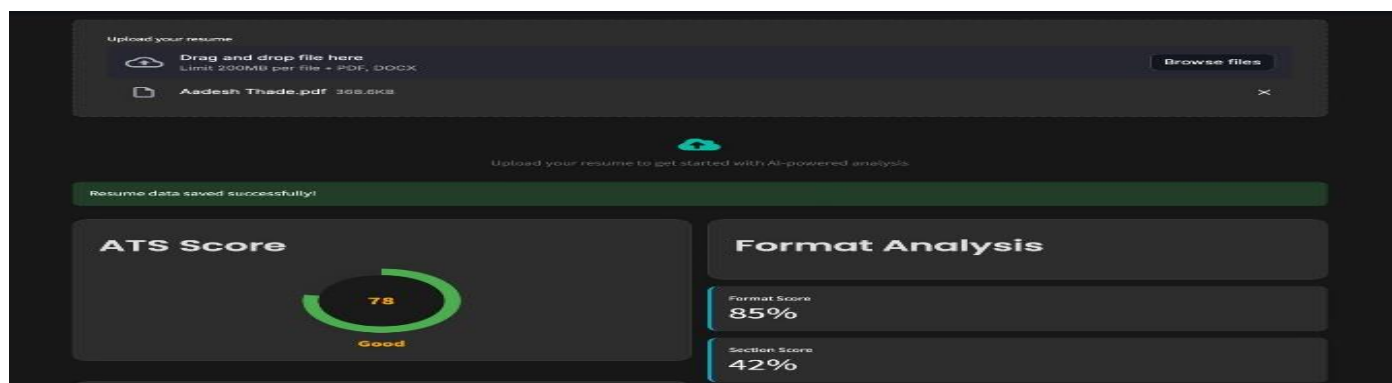 Upload your resume
Drag and drop file here
Limit 200MB per file • PDF, DOCX
Browse files
Aadesh Thade.pdf 368.6KB
Upload your resume to get started with AI-powered analysis
Resume data saved successfully!
ATS Score
78
Good
Format Analysis
Format Score
85%
Section Score
42%